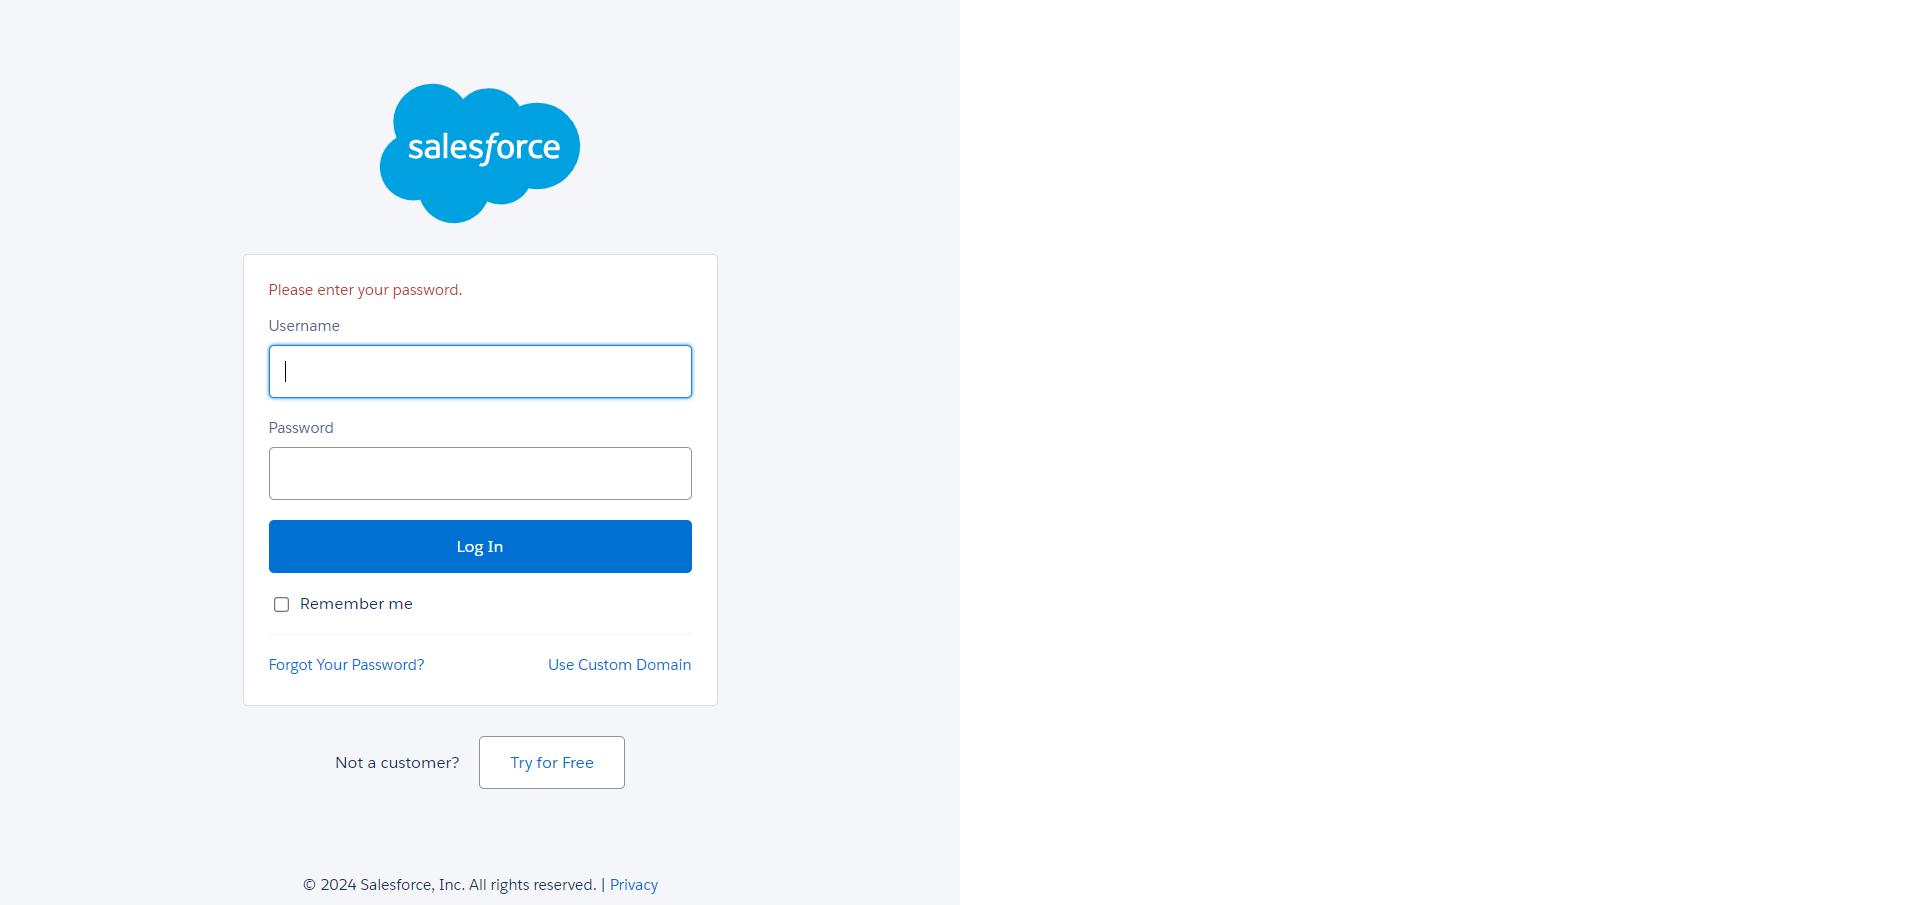 salesforce
Please enter your password.
Username
Password
Log In
Remember me
Forgot Your Password? Use Custom Domain
Not a customer? Try for Free
© 2024 Salesforce, Inc. All rights reserved. | Privacy